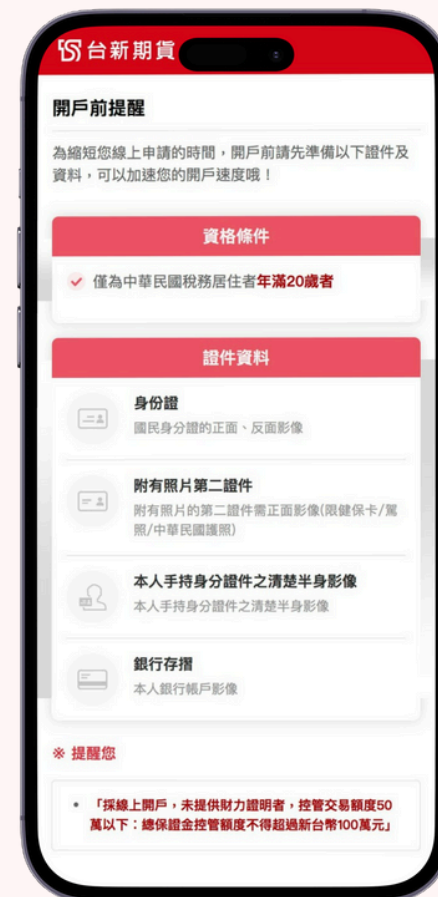 台新期貨
開戶前提醒
為縮短您線上申請的時間，開戶前請先準備以下證件及
資料，可以加速您的開戶速度哦！
資格條件
僅為中華民國稅務居住者年滿20歲者
證件資料
身份證
國民身分證的正面、反面影像
附有照片第二證件
附有照片的第二證件需正面影像(限健保卡/駕
照/中華民國護照)
本人手持身分證件之清楚半身影像
本人手持身分證件之清楚半身影像
銀行存摺
本人銀行帳戶影像
※ 提醒您
• 「採線上開戶，未提供財力證明者，控管交易額度50
萬以下：總保證金控管額度不得超過新台幣100萬元」